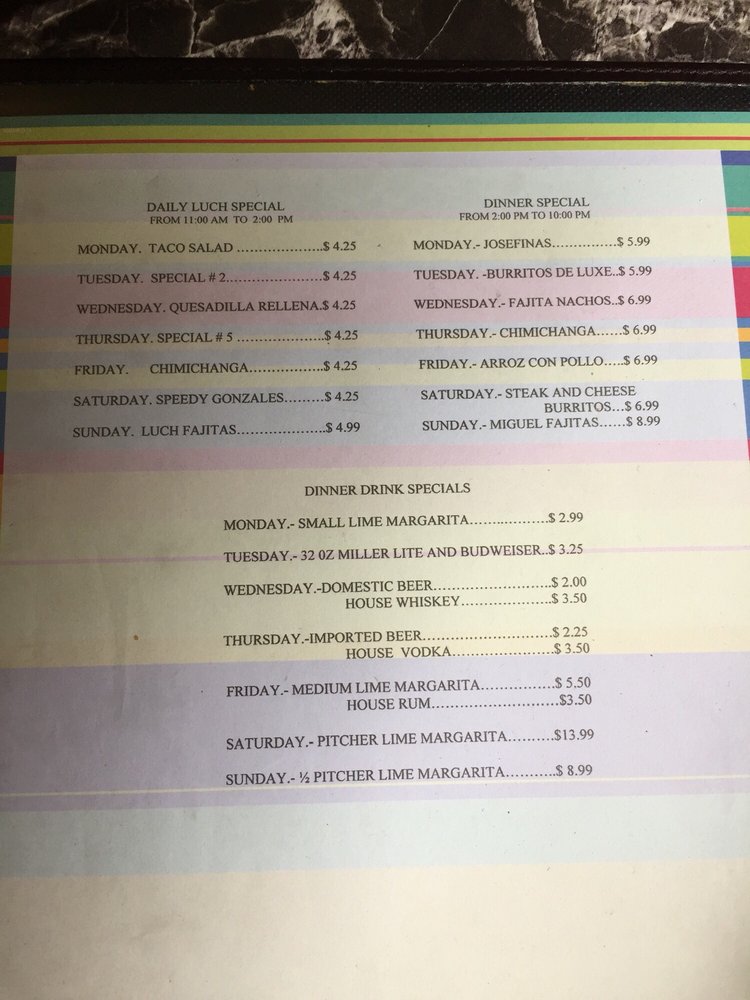 DAILY LUCH SPECIAL
FROM 11:00 AM TO 2:00 PM
MONDAY. TACO SALAD ......................$ 4.25
TUESDAY. SPECIAL # 2........................$ 4.25
WEDNESDAY. QUESADILLA RELLENA.$ 4.25
THURSDAY. SPECIAL # 5 ......................$ 4.25
FRIDAY. CHIMICHANGA...................$ 4.25
SATURDAY. SPEEDY GONZALES.........$ 4.25
SUNDAY. LUCH FAJITAS.....................$ 4.99
DINNER SPECIAL
FROM 2:00 PM TO 10:00 PM
MONDAY.- JOSEFINAS...............$ 5.99
TUESDAY. -BURRITOS DE LUXE..$ 5.99
WEDNESDAY.- FAJITA NACHOS..$ 6.99
THURSDAY.- CHIMICHANGA......$ 6.99
FRIDAY.- ARROZ CON POLLO.....$ 6.99
SATURDAY.- STEAK AND CHEESE
BURRITOS...$ 6.99
SUNDAY.- MIGUEL FAJITAS......$ 8.99
DINNER DRINK SPECIALS
MONDAY.- SMALL LIME MARGARITA...................$ 2.99
TUESDAY.- 32 0Z MILLER LITE AND BUDWEISER..$ 3.25
WEDNESDAY.-DOMESTIC BEER............................$ 2.00
HOUSE WHISKEY......................$ 3.50
THURSDAY.-IMPORTED BEER...............................$ 2.25
HOUSE VODKA........................$ 3.50
FRIDAY.- MEDIUM LIME MARGARITA..................$ 5.50
HOUSE RUM..............................$3.50
SATURDAY.- PITCHER LIME MARGARITA..........$13.99
SUNDAY.- ½ PITCHER LIME MARGARITA...........$ 8.99